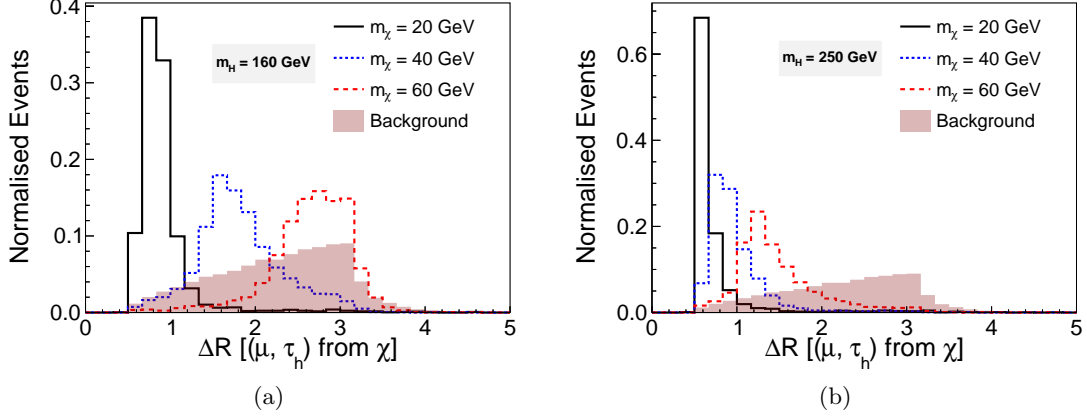 Normalised Events
0.4
0.3
0.2
0.1
0.0
m_H = 160 GeV
m_χ = 20 GeV
m_χ = 40 GeV
m_χ = 60 GeV
Background
0 1 2 3 4 5
ΔR [(μ, τ_h) from χ]
(a)
Normalised Events
0.6
0.4
0.2
0.0
m_H = 250 GeV
m_χ = 20 GeV
m_χ = 40 GeV
m_χ = 60 GeV
Background
0 1 2 3 4 5
ΔR [(μ, τ_h) from χ]
(b)